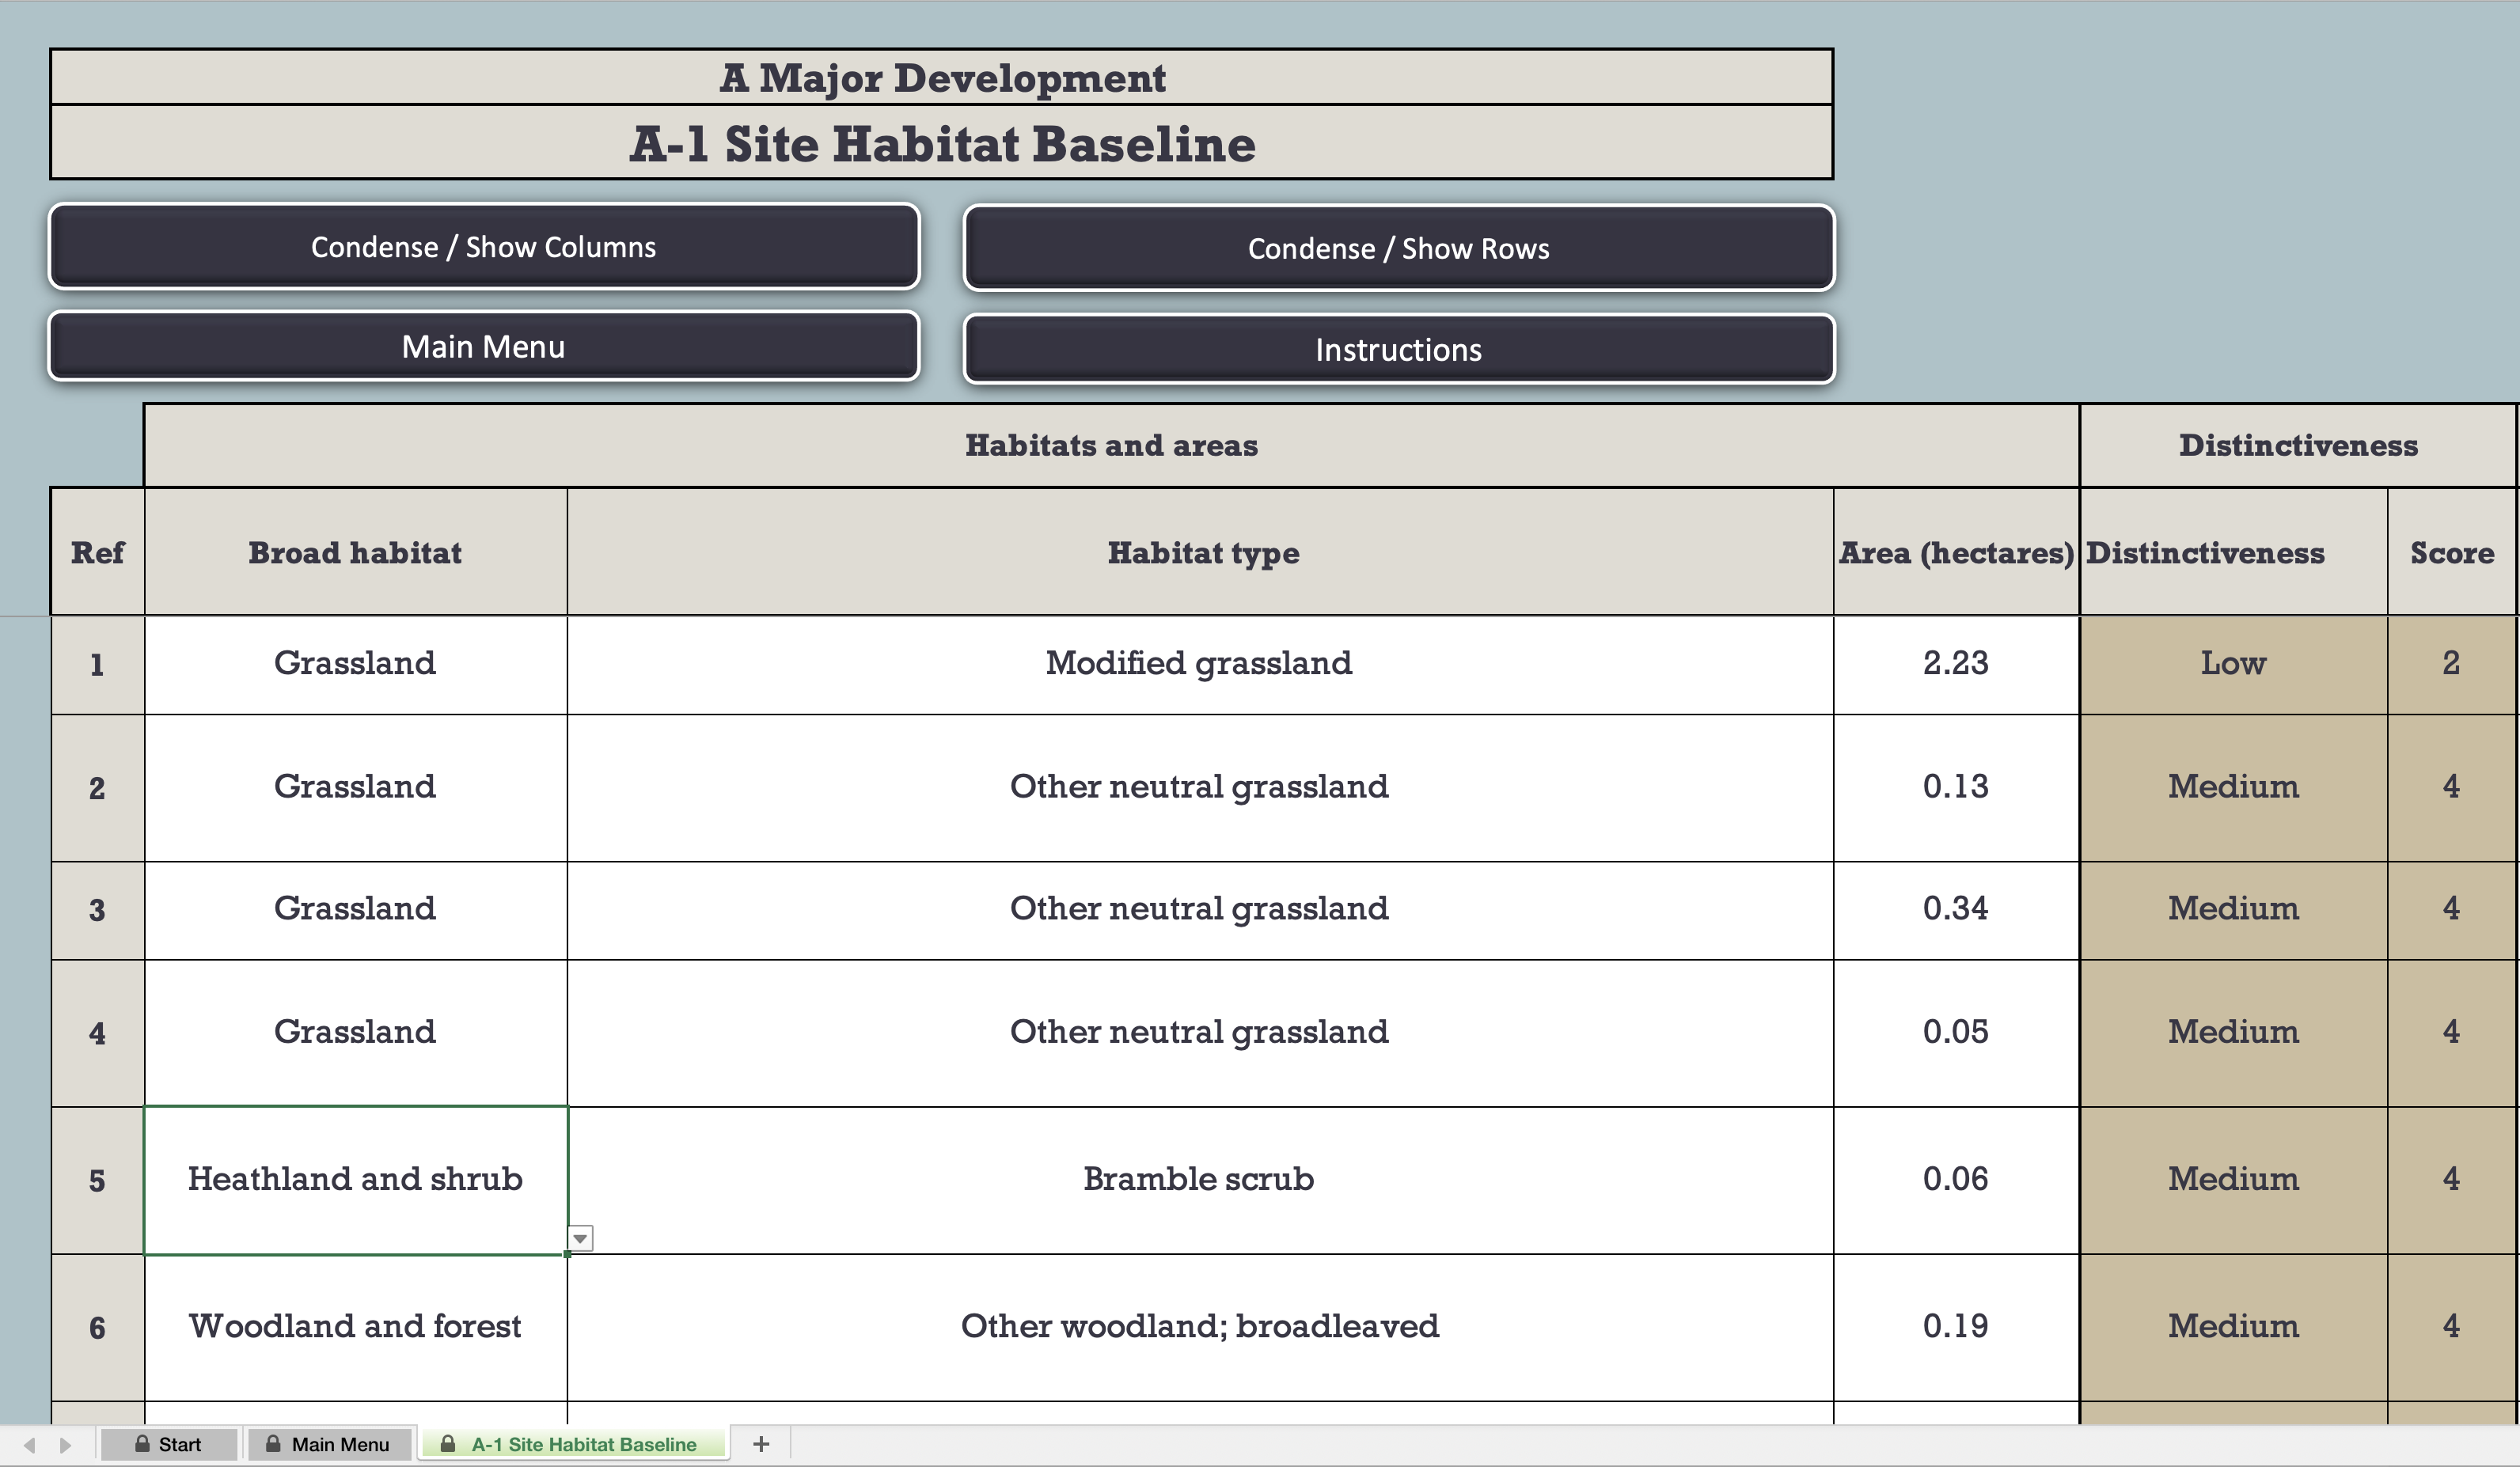 A Major Development
A-1 Site Habitat Baseline
Condense / Show Columns
Condense / Show Rows
Main Menu
Instructions
Habitats and areas Distinctiveness
Ref Broad habitat Habitat type Area (hectares) Distinctiveness Score
1 Grassland Modified grassland 2.23 Low 2
2 Grassland Other neutral grassland 0.13 Medium 4
3 Grassland Other neutral grassland 0.34 Medium 4
4 Grassland Other neutral grassland 0.05 Medium 4
5 Heathland and shrub Bramble scrub 0.06 Medium 4
6 Woodland and forest Other woodland; broadleaved 0.19 Medium 4
Start Main Menu A-1 Site Habitat Baseline +